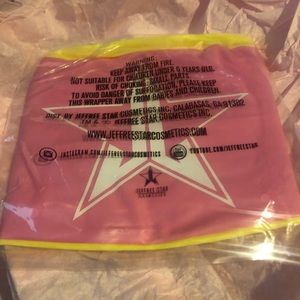 WARNING:
KEEP AWAY FROM FIRE.
NOT SUITABLE FOR CHILDREN UNDER 6 YEARS OLD.
RISK OF CHOKING. SMALL PARTS
TO AVOID DANGER OF SUFFOCATION, PLEASE KEEP
THIS WRAPPER AWAY FROM BABIES AND CHILDREN.
DIST. BY JEFFREE STAR COSMETICS INC, CALABASAS, CA 91302
TM & JEFFREE STAR COSMETICS INC.
WWW.JEFFREESTARCOSMETICS.COM
INSTAGRAM.COM/JEFFREESTARCOSMETICS
YOUTUBE.COM/JEFFREESTAR
JEFFREE STAR
COSMETICS